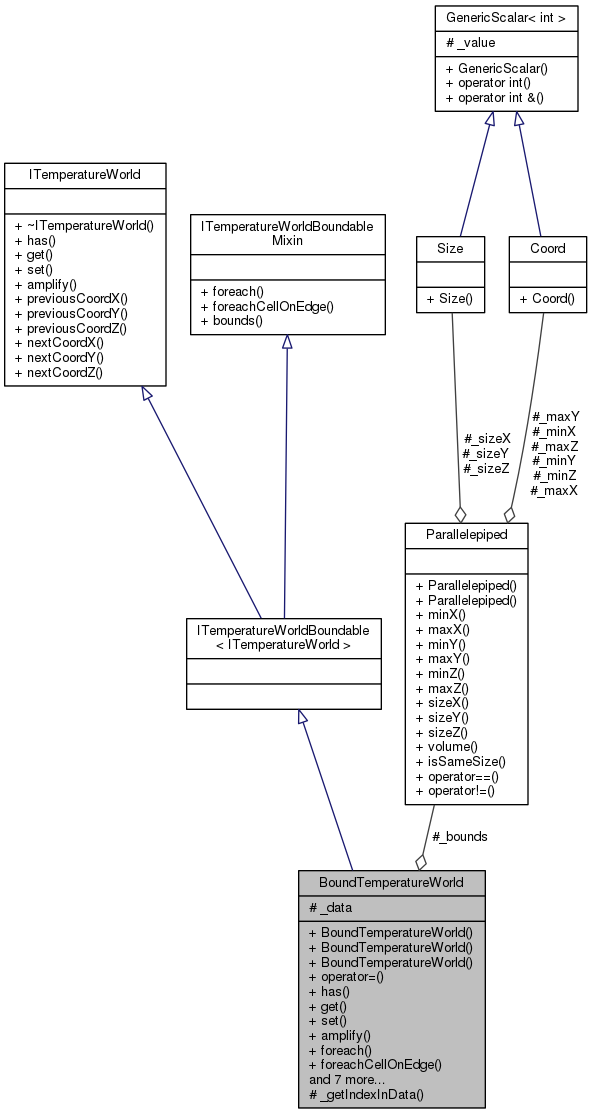 GenericScalar< int >
# _value
+ GenericScalar()
+ operator int()
+ operator int &()
ITemperatureWorld
+ ~ITemperatureWorld()
+ has()
+ get()
+ set()
+ amplify()
+ previousCoordX()
+ previousCoordY()
+ previousCoordZ()
+ nextCoordX()
+ nextCoordY()
+ nextCoordZ()
ITemperatureWorldBoundable
Mixin
+ foreach()
+ foreachCellOnEdge()
+ bounds()
Size
+ Size()
Coord
+ Coord()
#_sizeX
#_sizeY
#_sizeZ
#_maxY
#_minX
#_maxZ
#_minY
#_minZ
#_maxX
Parallelepiped
+ Parallelepiped()
+ Parallelepiped()
+ minX()
+ maxX()
+ minY()
+ maxY()
+ minZ()
+ maxZ()
+ sizeX()
+ sizeY()
+ sizeZ()
+ volume()
+ isSameSize()
+ operator==()
+ operator!=()
ITemperatureWorldBoundable
< ITemperatureWorld >
#_bounds
BoundTemperatureWorld
# _data
+ BoundTemperatureWorld()
+ BoundTemperatureWorld()
+ BoundTemperatureWorld()
+ operator=()
+ has()
+ get()
+ set()
+ amplify()
+ foreach()
+ foreachCellOnEdge()
and 7 more...
# _getIndexInData()